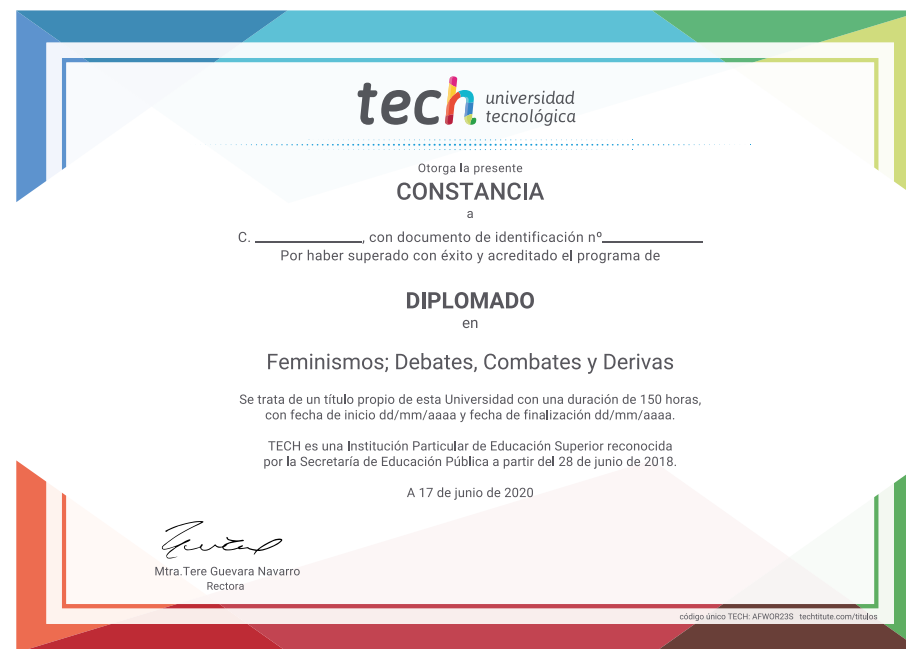 tech universidad
tecnológica
Otorga la presente
CONSTANCIA
a
C. ____________, con documento de identificación nº____________
Por haber superado con éxito y acreditado el programa de
DIPLOMADO
en
Feminismos; Debates, Combates y Derivas
Se trata de un título propio de esta Universidad con una duración de 150 horas,
con fecha de inicio dd/mm/aaaa y fecha de finalización dd/mm/aaaa.
TECH es una Institución Particular de Educación Superior reconocida
por la Secretaría de Educación Pública a partir del 28 de junio de 2018.
A 17 de junio de 2020
Mtra.Tere Guevara Navarro
Rectora
código único TECH: AFWOR23S techtitute.com/titulos